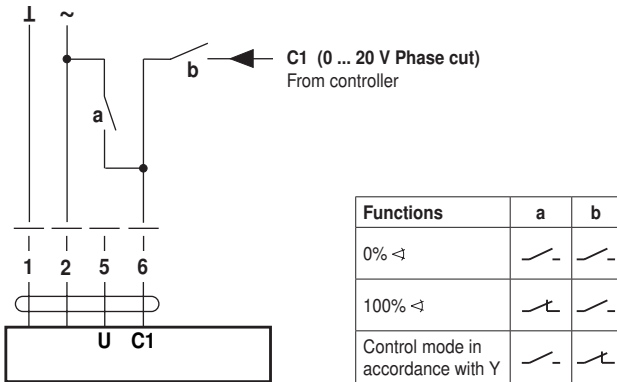 ⊥ ~
C1 (0 ... 20 V Phase cut)
From controller
b
a
1 2 5 6
U C1
Functions a b
0% ∢
100% ∢
Control mode in
accordance with Y